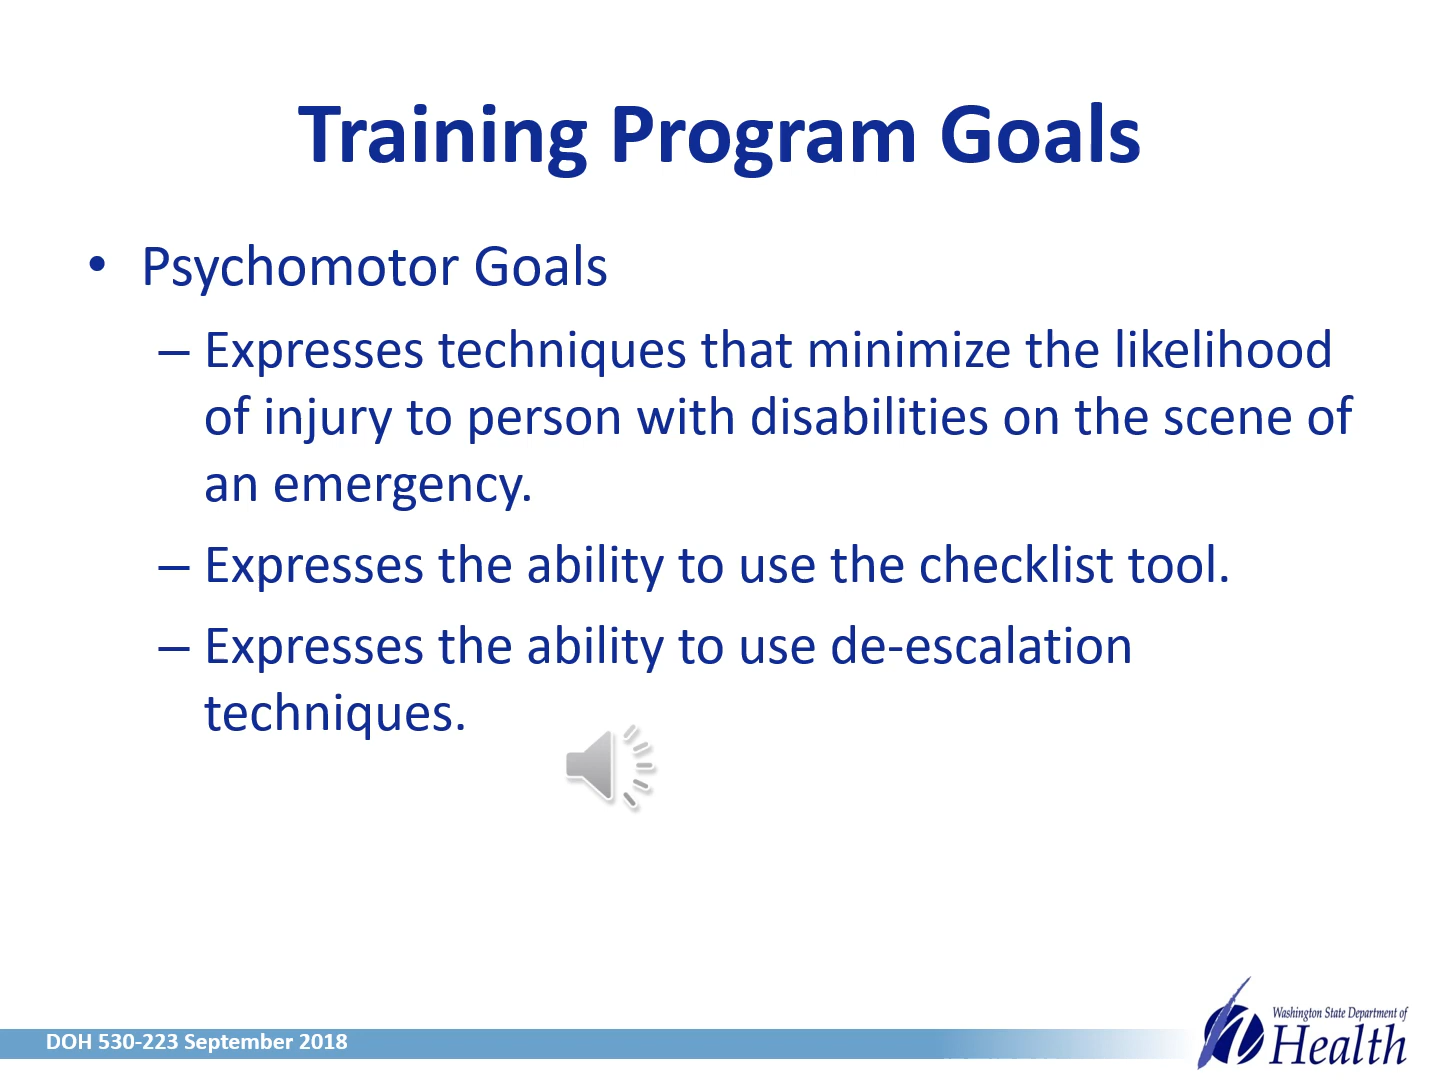 Training Program Goals
• Psychomotor Goals
– Expresses techniques that minimize the likelihood
of injury to person with disabilities on the scene of
an emergency.
– Expresses the ability to use the checklist tool.
– Expresses the ability to use de-escalation
techniques.
DOH 530-223 September 2018
Washington State Department of
Health